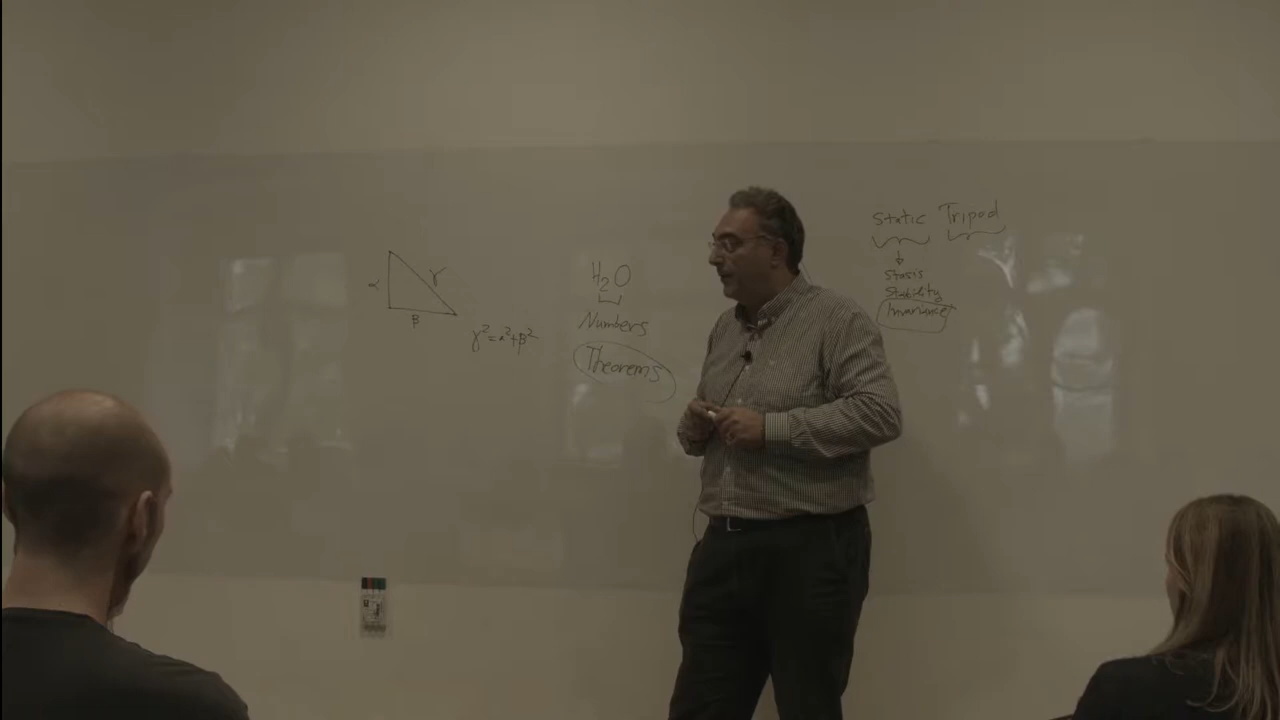 α
γ
β
γ²=α²+β²
H₂O
Numbers
Theorems
Static Tripod
Stasis
Stability
Invariance